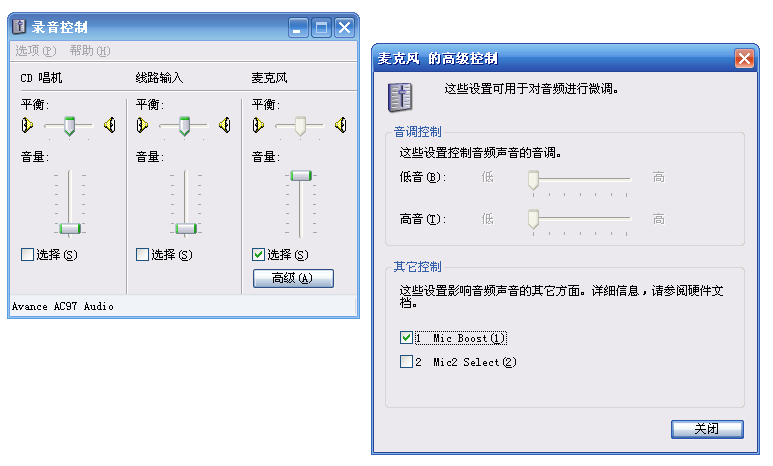 录音控制
选项(P) 帮助(H)
CD 唱机 线路输入 麦克风
平衡: 平衡: 平衡:
音量: 音量: 音量:
选择(S) 选择(S) 选择(S)
高级(A)
Avance AC97 Audio
麦克风 的高级控制
这些设置可用于对音频进行微调。
音调控制
这些设置控制音频声音的音调。
低音(B): 低 高
高音(T): 低 高
其它控制
这些设置影响音频声音的其它方面。详细信息，请参阅硬件文
档。
1 Mic Boost(1)
2 Mic2 Select(2)
关闭